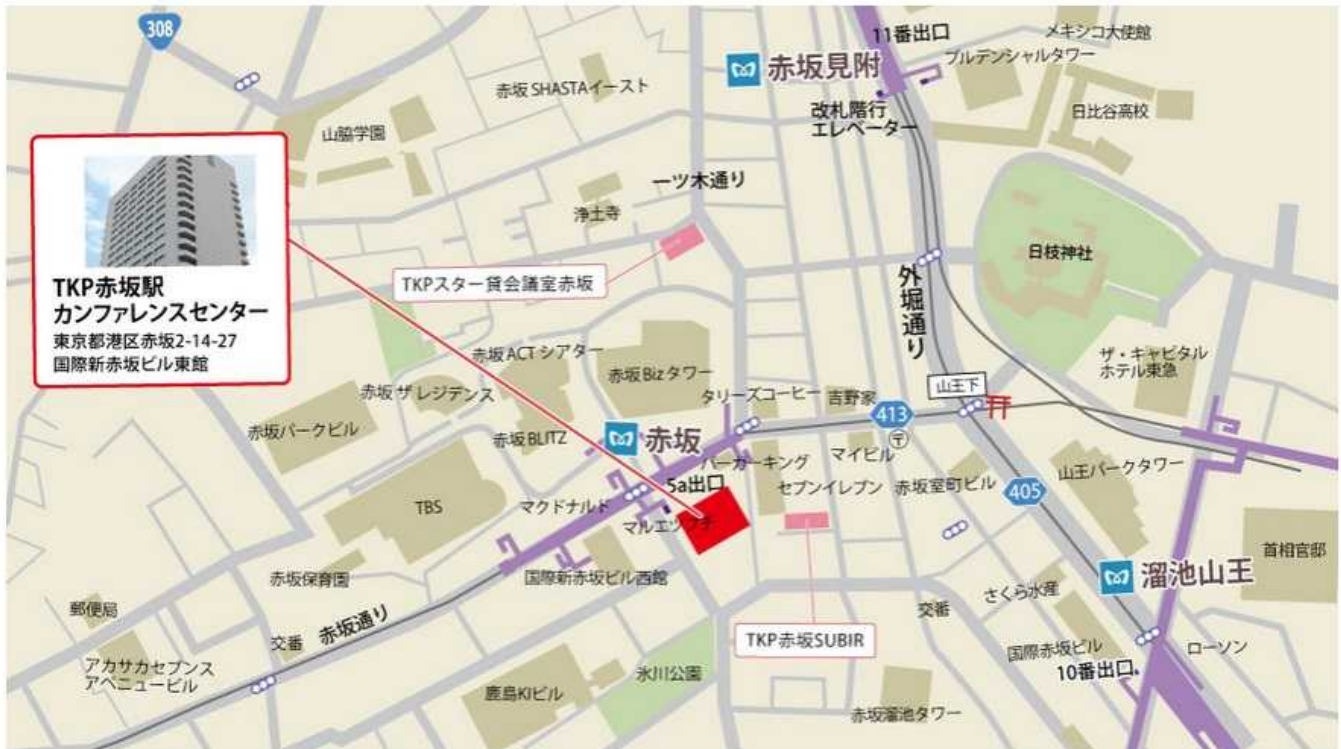 308
11番出口
メキシコ大使館
プルデンシャルタワー
赤坂見附
赤坂 SHASTAイースト
改札階行
エレベーター
日比谷高校
山脇学園
一ツ木通り
浄土寺
日枝神社
TKPスター貸会議室赤坂
外堀通り
TKP赤坂駅
カンファレンスセンター
東京都港区赤坂2-14-27
国際新赤坂ビル東館
赤坂ACTシアター
赤坂Bizタワー
ザ・キャピタル
ホテル東急
赤坂 ザ レジデンス
タリーズコーヒー
吉野家
山王下
413
〒
赤坂パークビル
赤坂BLITZ
赤坂
バーガーキング
マイビル
山王パークタワー
5a出口
セブンイレブン
赤坂室町ビル
405
TBS
マクドナルド
マルエツプチ
首相官邸
赤坂保育園
国際新赤坂ビル西館
溜池山王
さくら水産
郵便局
交番
赤坂通り
交番
TKP赤坂SUBIR
国際赤坂ビル
ローソン
アカサカセブンス
アベニュービル
氷川公園
10番出口
鹿島KIビル
赤坂溜池タワー